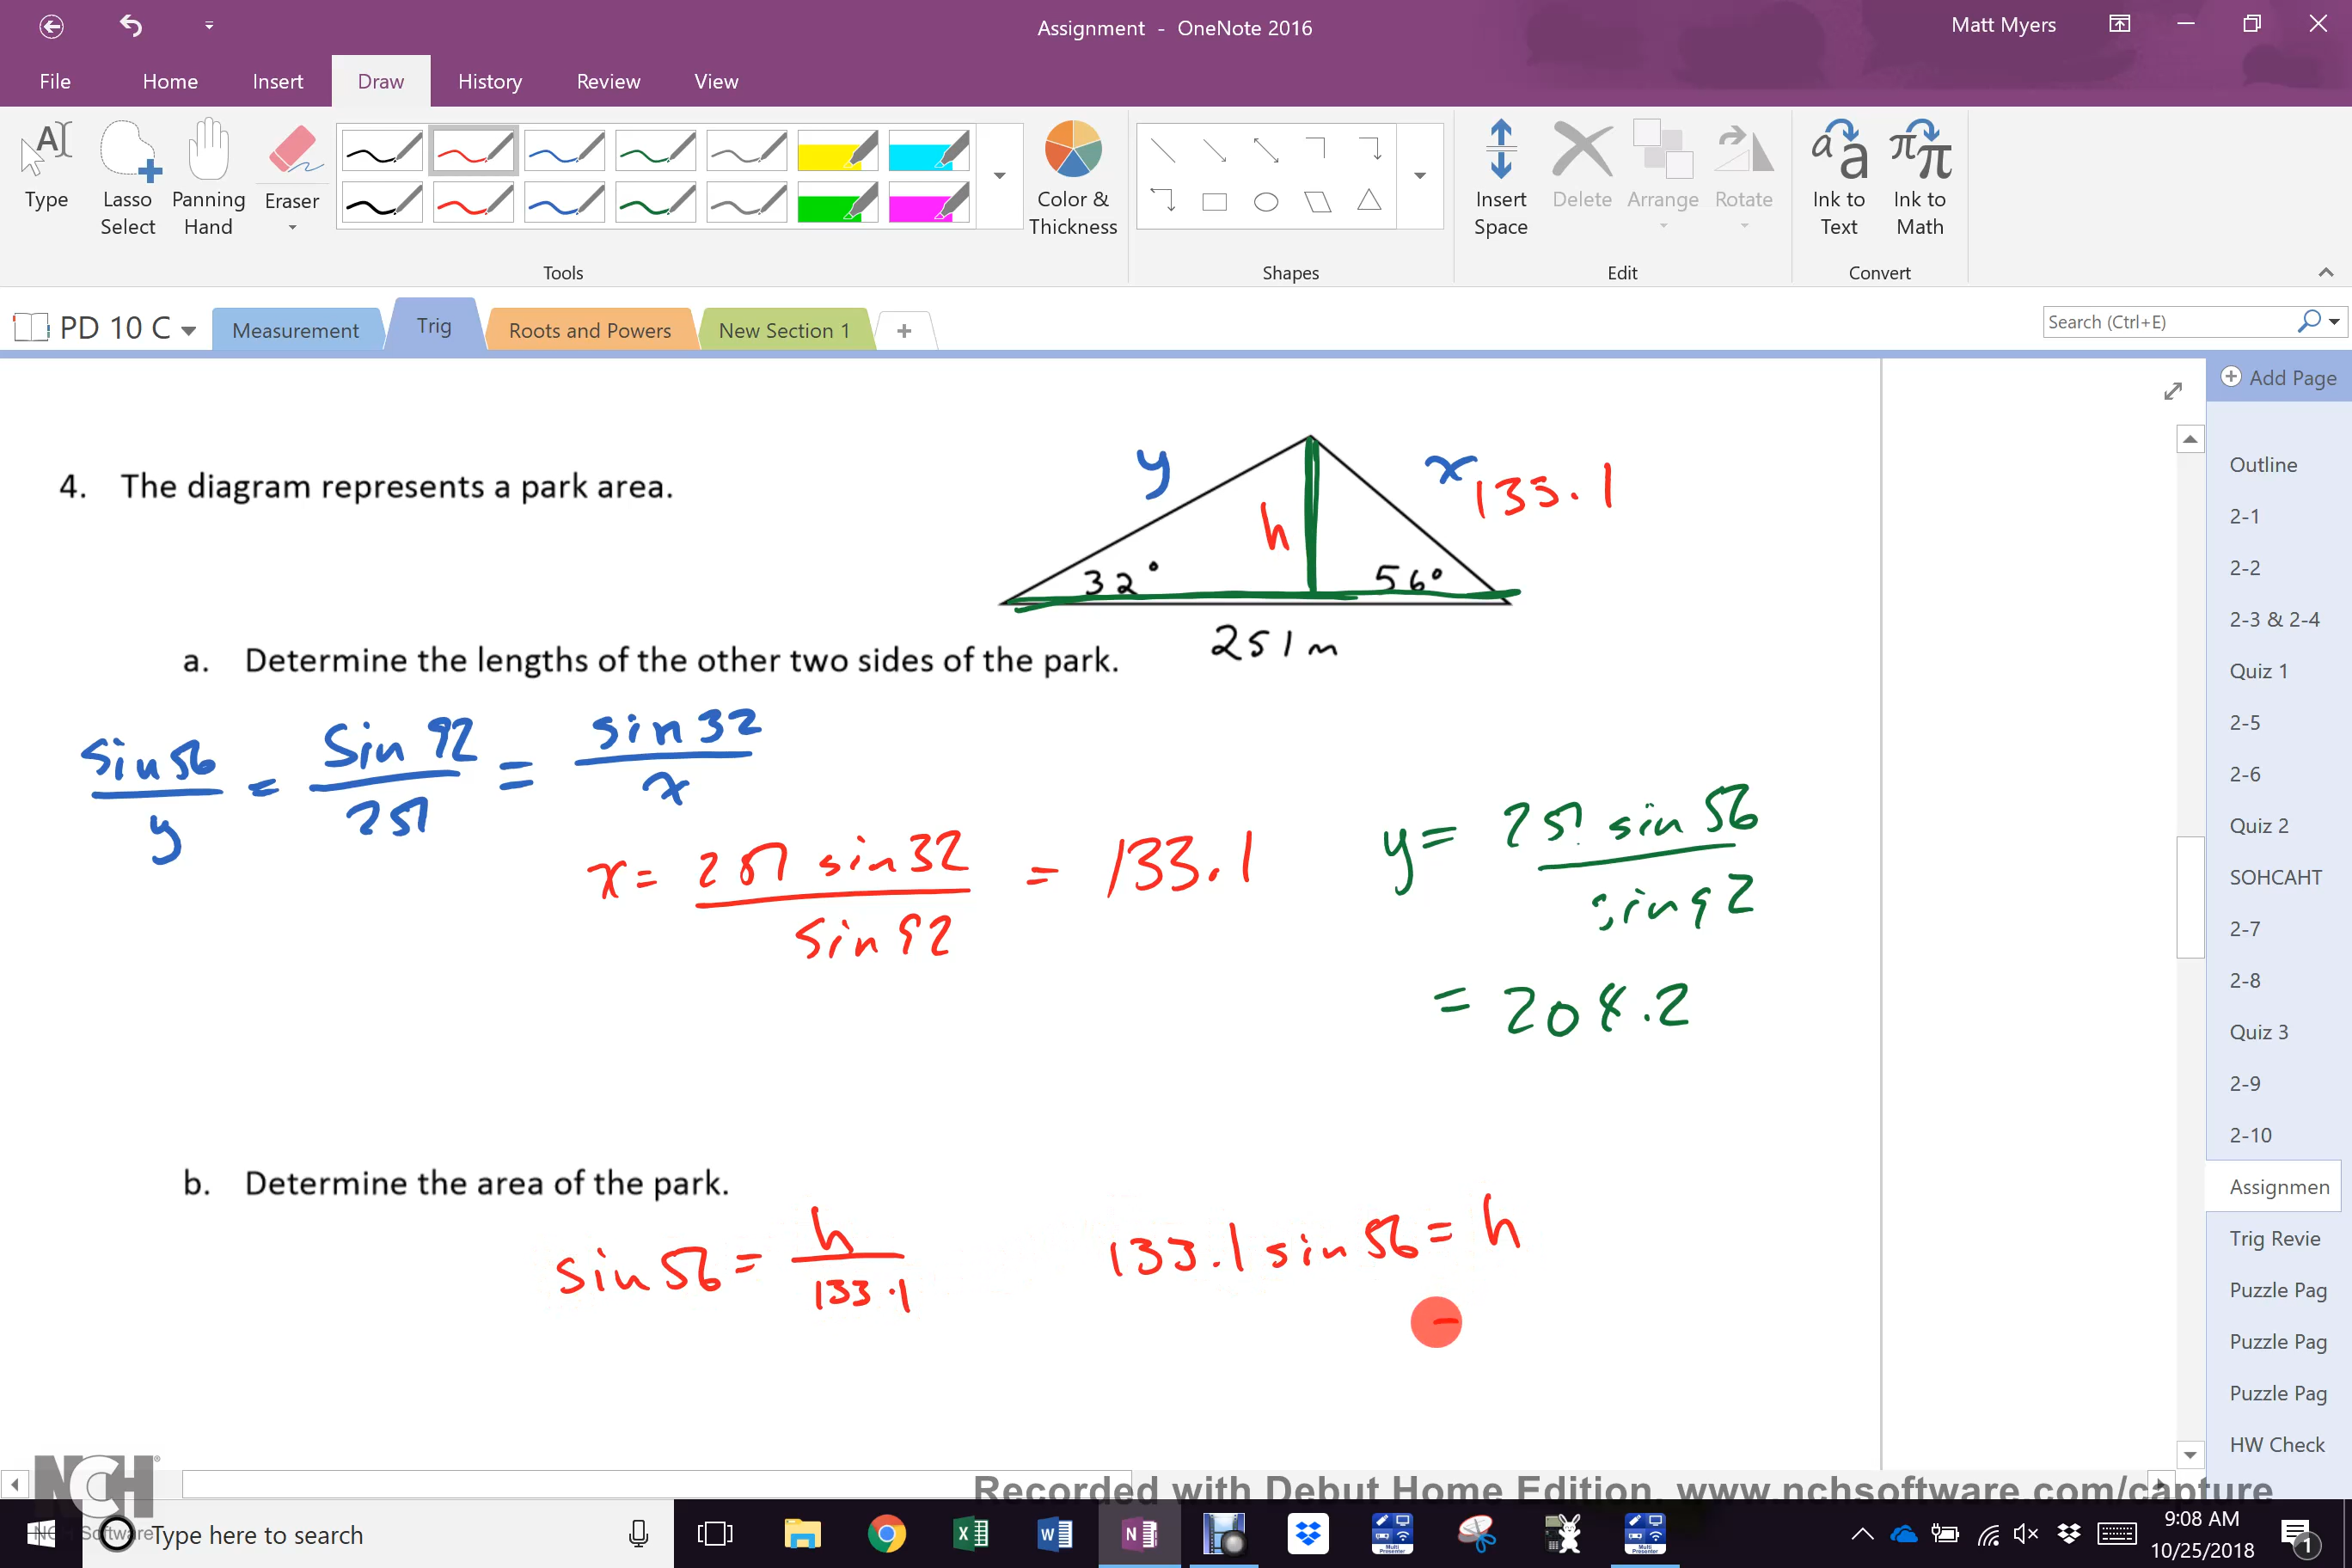 Assignment - OneNote 2016
Matt Myers
File Home Insert Draw History Review View
Type
Lasso Select
Panning Hand
Eraser
Color & Thickness
Insert Space
Delete
Arrange
Rotate
Ink to Text
Ink to Math
Tools
Shapes
Edit
Convert
PD 10 C
Measurement
Trig
Roots and Powers
New Section 1
Search (Ctrl+E)
Add Page
Outline
2-1
2-2
2-3 & 2-4
Quiz 1
2-5
2-6
Quiz 2
SOHCAHT
2-7
2-8
Quiz 3
2-9
2-10
Assignmen
Trig Revie
Puzzle Pag
Puzzle Pag
Puzzle Pag
HW Check
4. The diagram represents a park area.
y
x
133.1
h
32°
56°
251 m
a. Determine the lengths of the other two sides of the park.
sin 56 / y = sin 92 / 251 = sin 32 / x
x = 251 sin 32 / sin 92 = 133.1
y = 251 sin 56 / sin 92
= 208.2
b. Determine the area of the park.
sin 56 = h / 133.1
133.1 sin 56 = h
NCH®
NCH Software
Recorded with Debut Home Edition. www.nchsoftware.com/capture
Type here to search
9:08 AM
10/25/2018
1